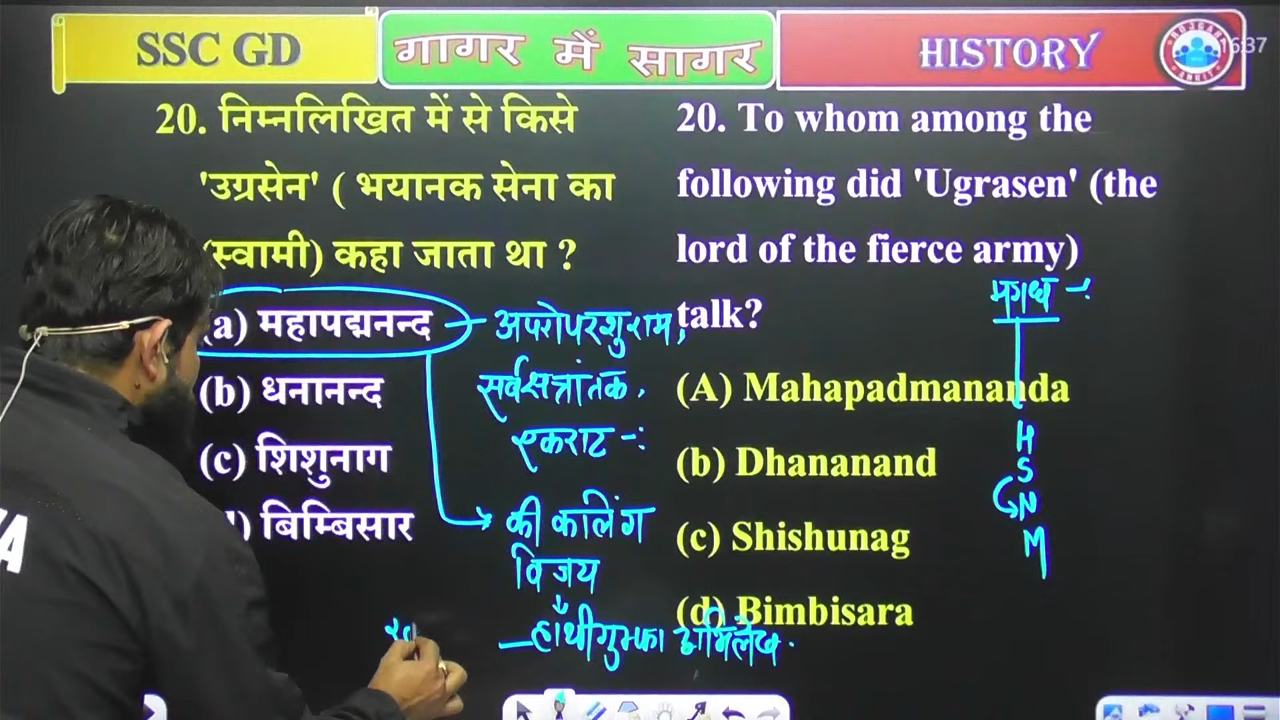 SSC GD
गागर में सागर
HISTORY
20. निम्नलिखित में से किसे
'उग्रसेन' ( भयानक सेना का
(स्वामी) कहा जाता था ?
(a) महापद्मनन्द
(b) धनानन्द
(c) शिशुनाग
) बिम्बिसार
अपरोपरशुराम,
सर्वक्षत्रांतक,
एकराट -:
की कलिंग
विजय
हाँथीगुम्फा अभिलेख.
20. To whom among the
following did 'Ugrasen' (the
lord of the fierce army)
talk?
(A) Mahapadmananda
(b) Dhananand
(c) Shishunag
(d) Bimbisara
मगध -:
H
S
N
M